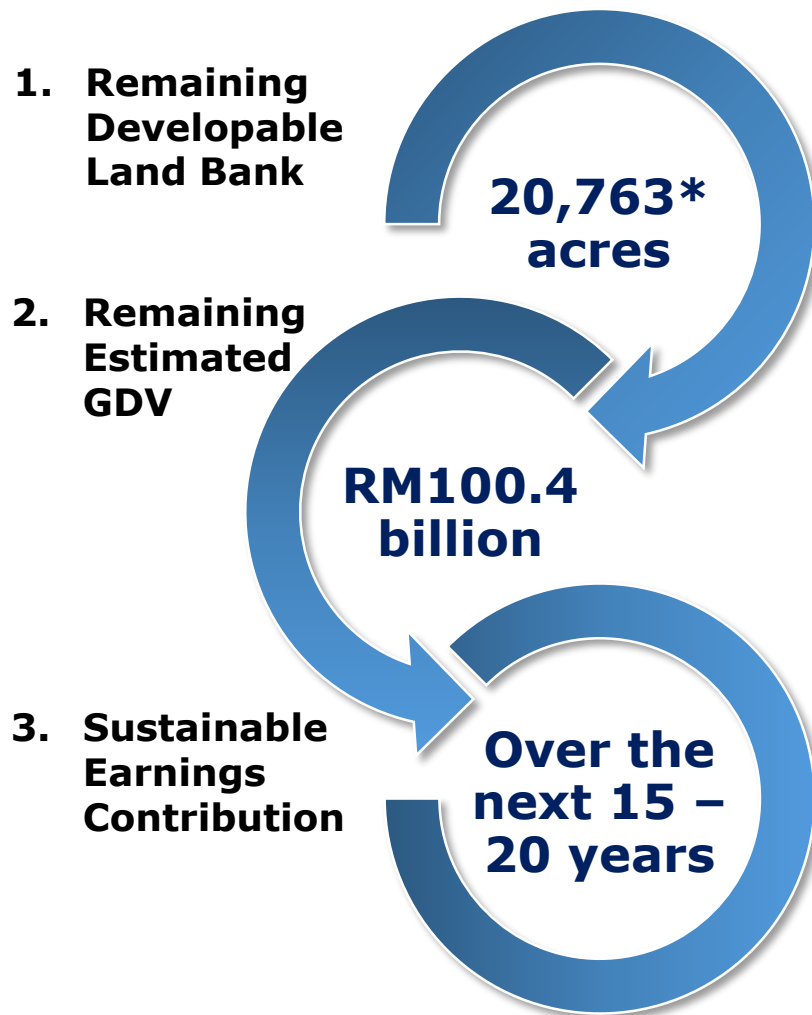 1. Remaining
Developable
Land Bank
20,763*
acres
2. Remaining
Estimated
GDV
RM100.4
billion
3. Sustainable
Earnings
Contribution
Over the
next 15 –
20 years